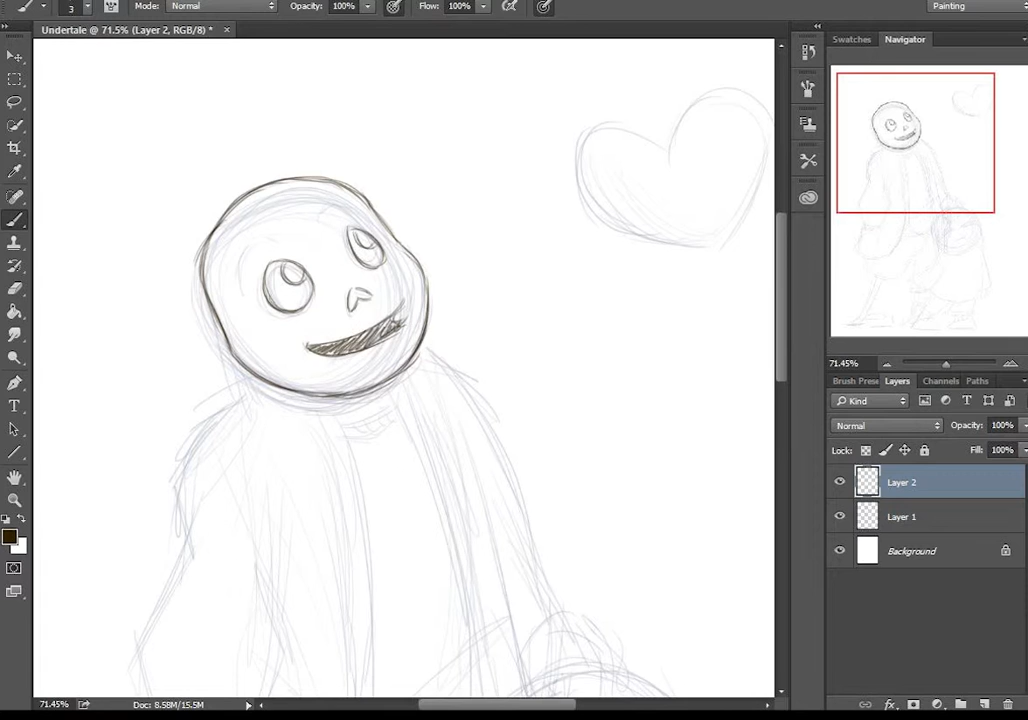 3 Mode: Normal Opacity: 100% Flow: 100% Painting
Undertale @ 71.5% (Layer 2, RGB/8) * ×
Swatches Navigator
71.45%
Brush Prese Layers Channels Paths
Kind
Normal Opacity: 100%
Lock: Fill: 100%
Layer 2
Layer 1
Background
71.45% Doc: 8.58M/15.5M
fx